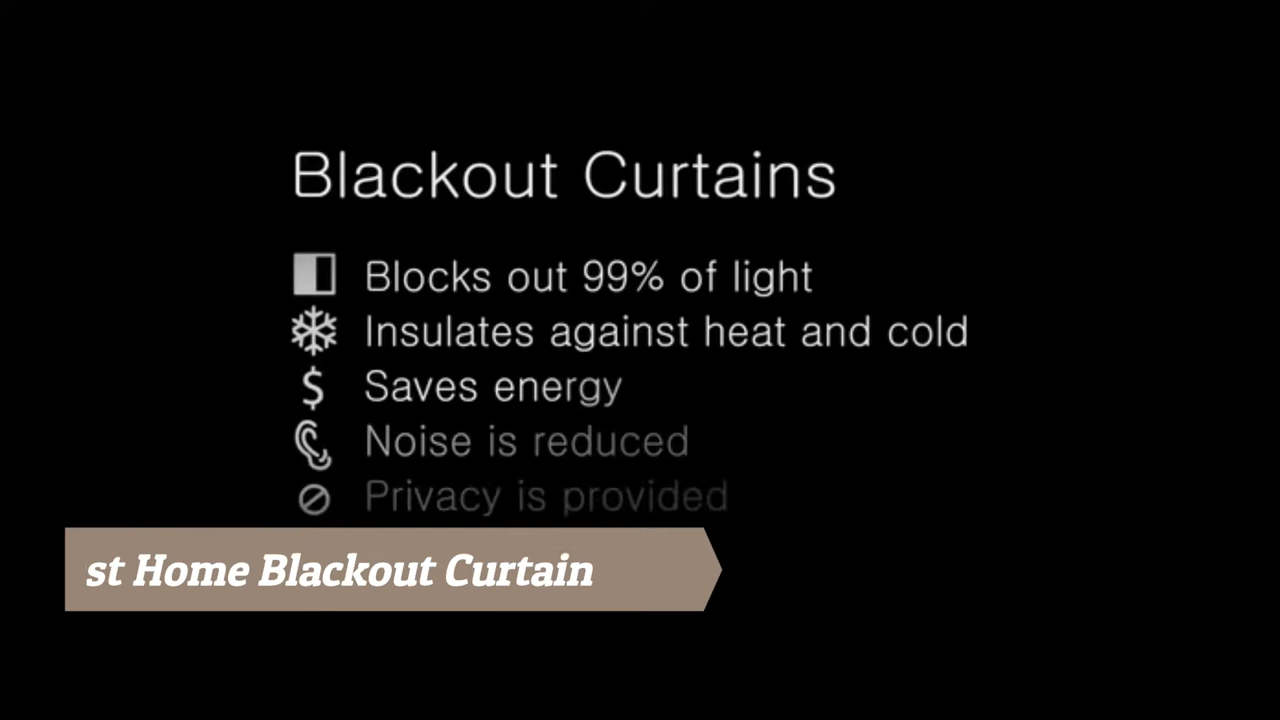 Blackout Curtains
Blocks out 99% of light
Insulates against heat and cold
$ Saves energy
Noise is reduced
Privacy is provided
st Home Blackout Curtain